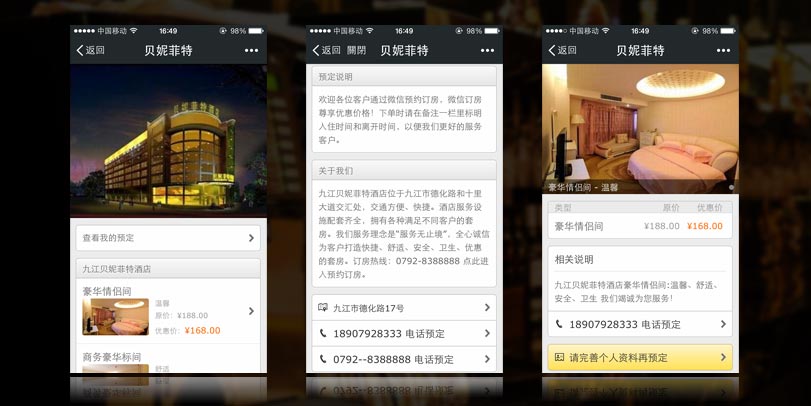 中国移动 16:49 98%
返回 贝妮菲特
贝妮菲特酒店
查看我的预定
九江贝妮菲特酒店
豪华情侣间
温馨
原价: ¥188.00
优惠价: ¥168.00
商务豪华标间
舒适
中国移动 16:49 98%
返回 關閉 贝妮菲特
预定说明
欢迎各位客户通过微信预约订房、微信订房
尊享优惠价格！下单时请在备注一栏里标明
入住时间和离开时间、以便我们更好的服务
客户。
关于我们
九江贝妮菲特酒店位于九江市德化路和十里
大道交汇处、交通方便、快捷。酒店服务设
施配套齐全、拥有各种满足不同客户的套
房。我们服务理念是“服务无止境”、全心诚信
为客户打造快捷、舒适、安全、卫生、优惠
的套房。订房热线：0792-8388888 点此进
入预约订房。
九江市德化路17号
18907928333 电话预定
0792--8388888 电话预定
中国移动 16:49 98%
返回 贝妮菲特
豪华情侣间 - 温馨
类型 原价 优惠价
豪华情侣间 ¥188.00 ¥168.00
相关说明
九江贝妮菲特酒店豪华情侣间:温馨、舒适、
安全、卫生 我们竭诚为您服务！
18907928333 电话预定
请完善个人资料再预定